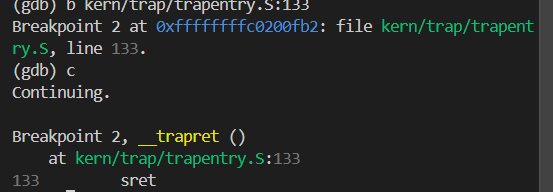 (gdb) b kern/trap/trapentry.S:133
Breakpoint 2 at 0xffffffffc0200fb2: file kern/trap/trapent
ry.S, line 133.
(gdb) c
Continuing.
Breakpoint 2, __trapret ()
    at kern/trap/trapentry.S:133
133         sret